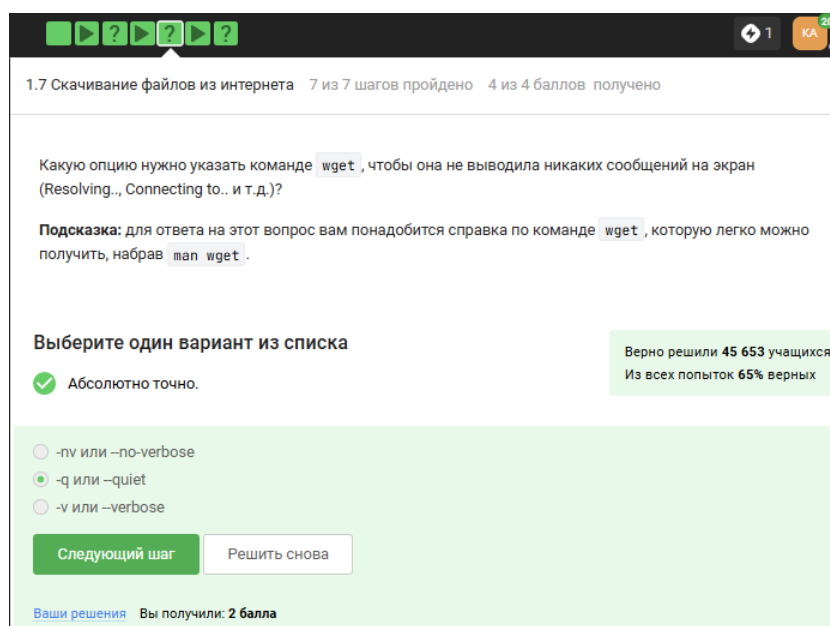 1
КА
20
1.7 Скачивание файлов из интернета 7 из 7 шагов пройдено 4 из 4 баллов получено
Какую опцию нужно указать команде wget, чтобы она не выводила никаких сообщений на экран
(Resolving.., Connecting to.. и т.д.)?
Подсказка: для ответа на этот вопрос вам понадобится справка по команде wget, которую легко можно
получить, набрав man wget.
Выберите один вариант из списка
Абсолютно точно.
Верно решили 45 653 учащихся
Из всех попыток 65% верных
-nv или --no-verbose
-q или --quiet
-v или --verbose
Следующий шаг
Решить снова
Ваши решения Вы получили: 2 балла